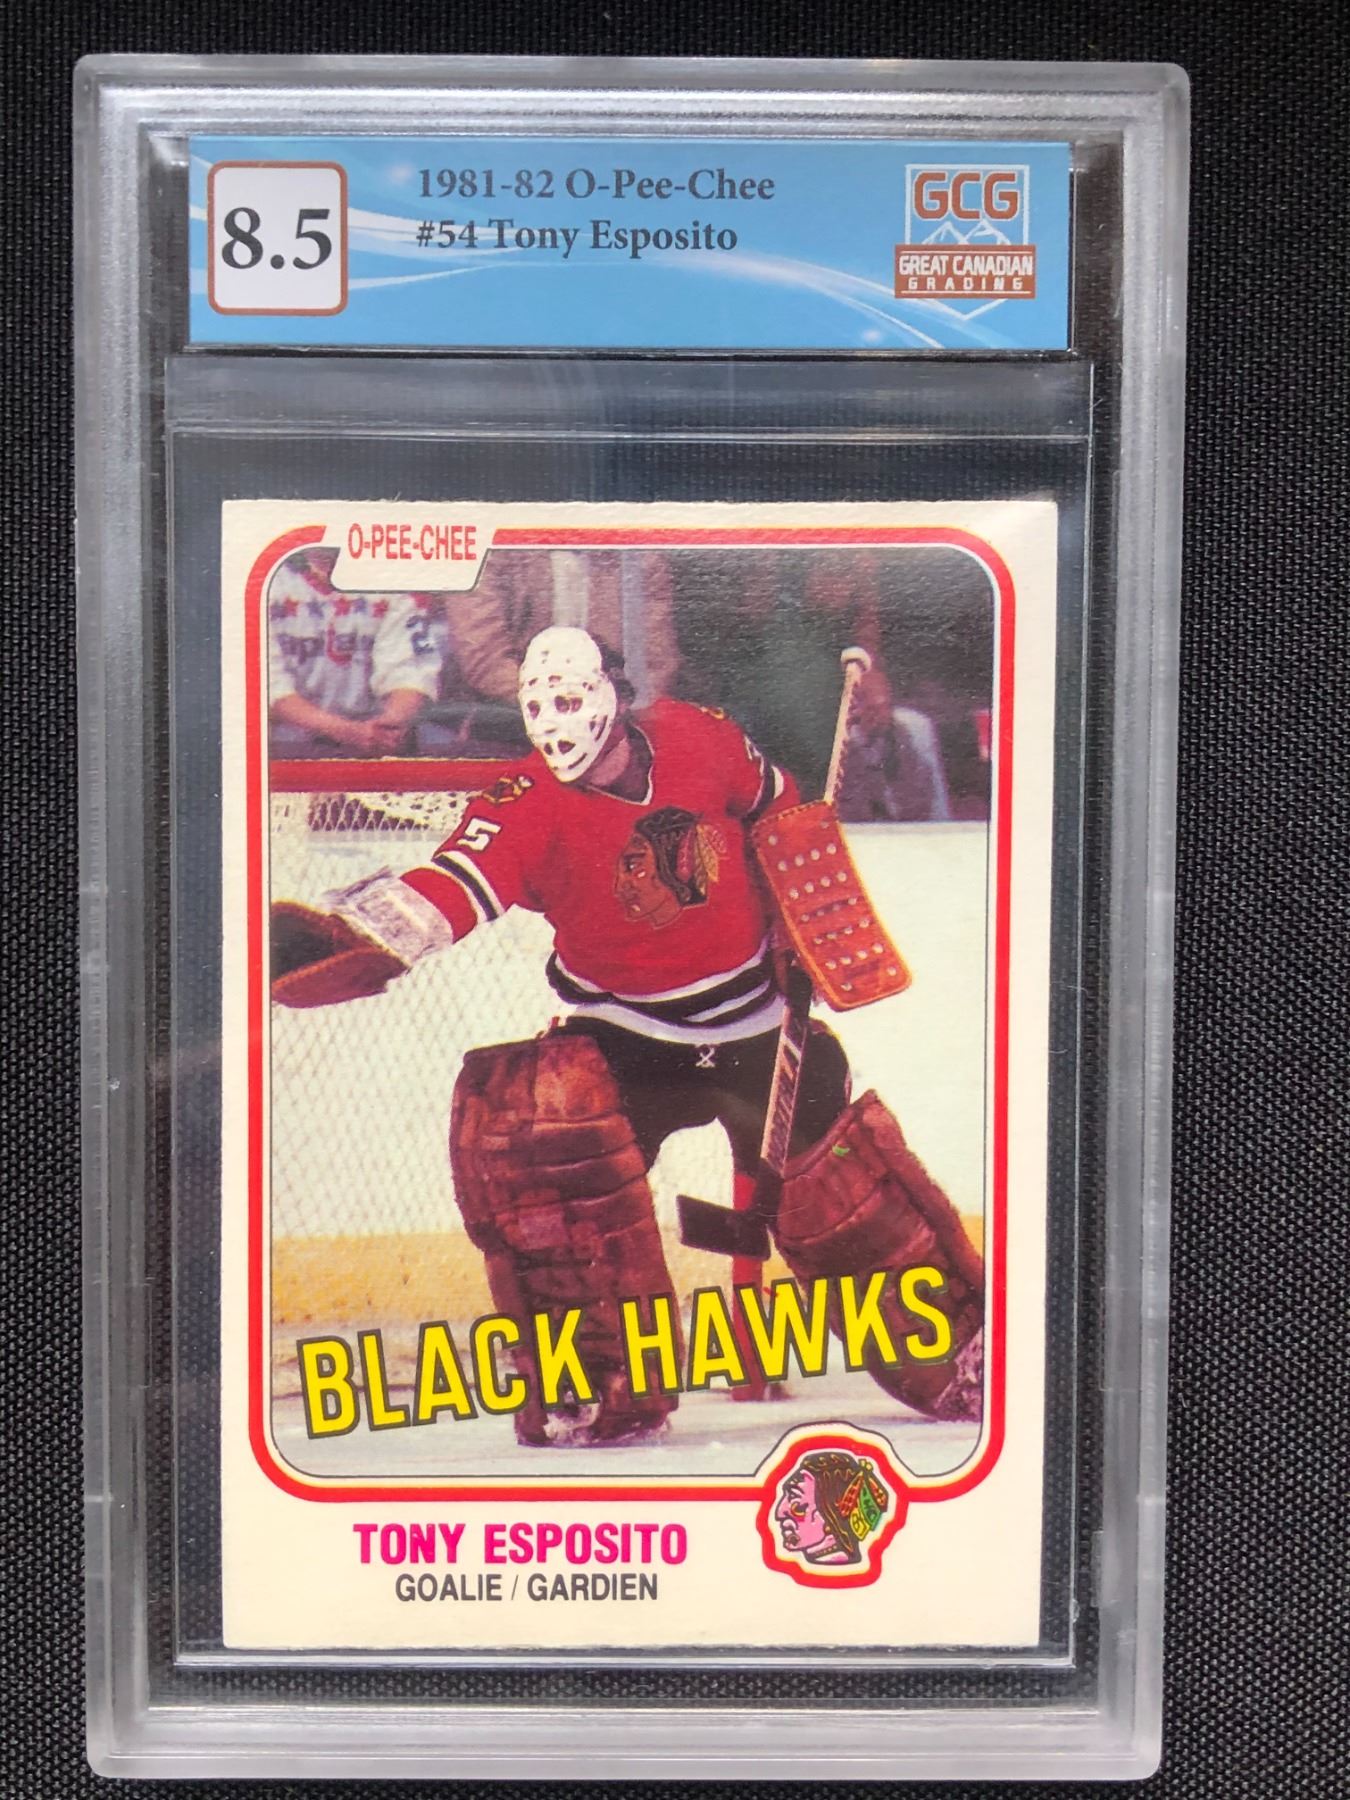 8.5
1981-82 O-Pee-Chee
#54 Tony Esposito
GCG
GREAT CANADIAN
GRADING
O-PEE-CHEE
5
BLACK HAWKS
TONY ESPOSITO
GOALIE / GARDIEN